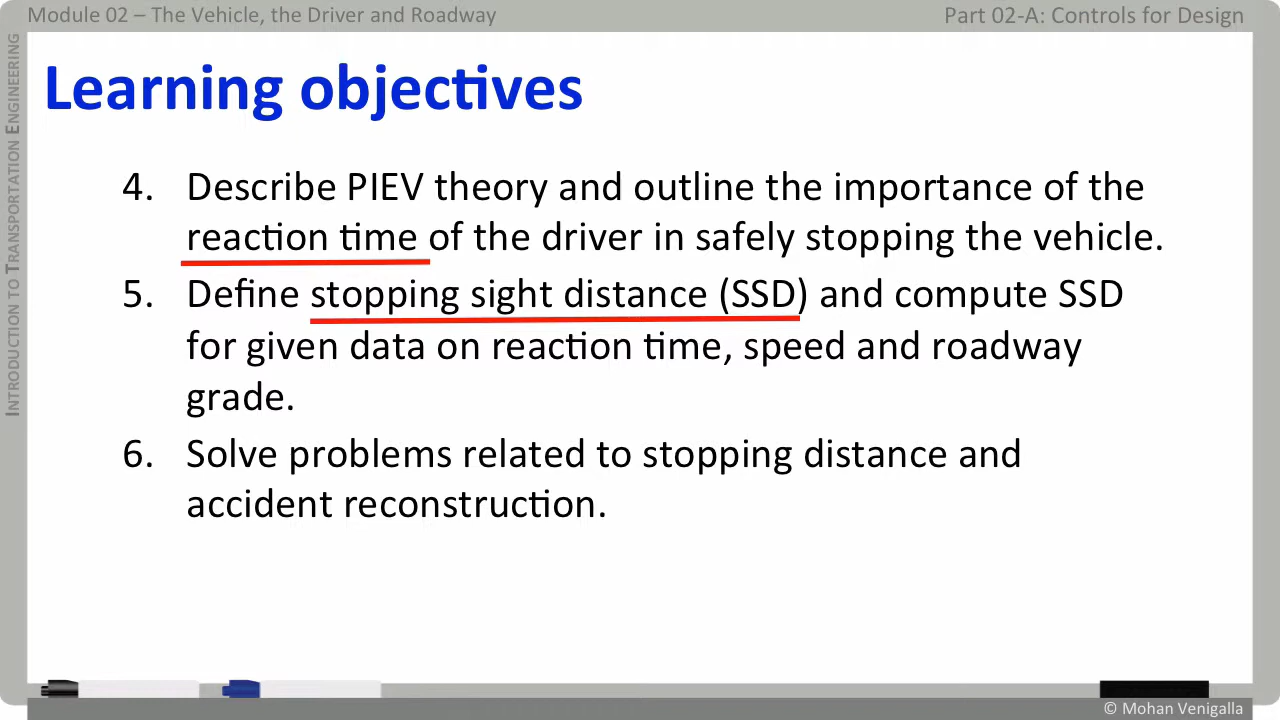 Module 02 – The Vehicle, the Driver and Roadway
Part 02-A: Controls for Design
INTRODUCTION TO TRANSPORTATION ENGINEERING
Learning objectives
4. Describe PIEV theory and outline the importance of the
reaction time of the driver in safely stopping the vehicle.
5. Define stopping sight distance (SSD) and compute SSD
for given data on reaction time, speed and roadway
grade.
6. Solve problems related to stopping distance and
accident reconstruction.
© Mohan Venigalla